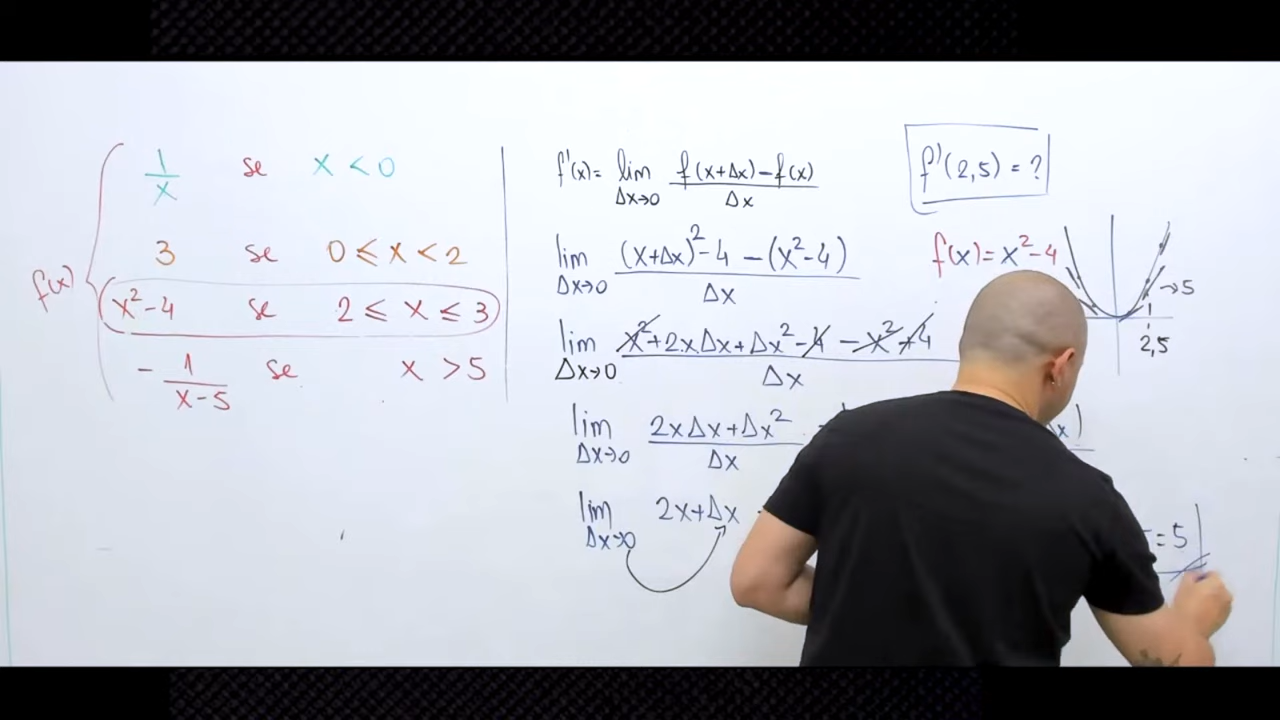 f(x)
1/x se x < 0
3 se 0 ≤ x < 2
x²-4 se 2 ≤ x ≤ 3
-1/(x-5) se x > 5
f'(x) = lim Δx→0 (f(x+Δx)-f(x))/Δx
f'(2,5) = ?
lim Δx→0 ((x+Δx)²-4-(x²-4))/Δx
f(x)=x²-4
→5
2,5
lim Δx→0 (x²+2xΔx+Δx²-4-x²+4)/Δx
lim Δx→0 (2xΔx+Δx²)/Δx
x)
lim Δx→0 2x+Δx
=5